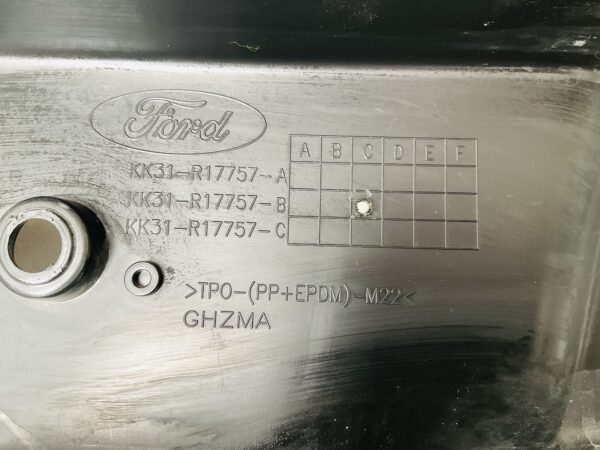 Ford
A B C D E F
KK31-R17757-A
KK31-R17757-B
KK31-R17757-C
>TPO-(PP+EPDM)-M22<
GHZMA